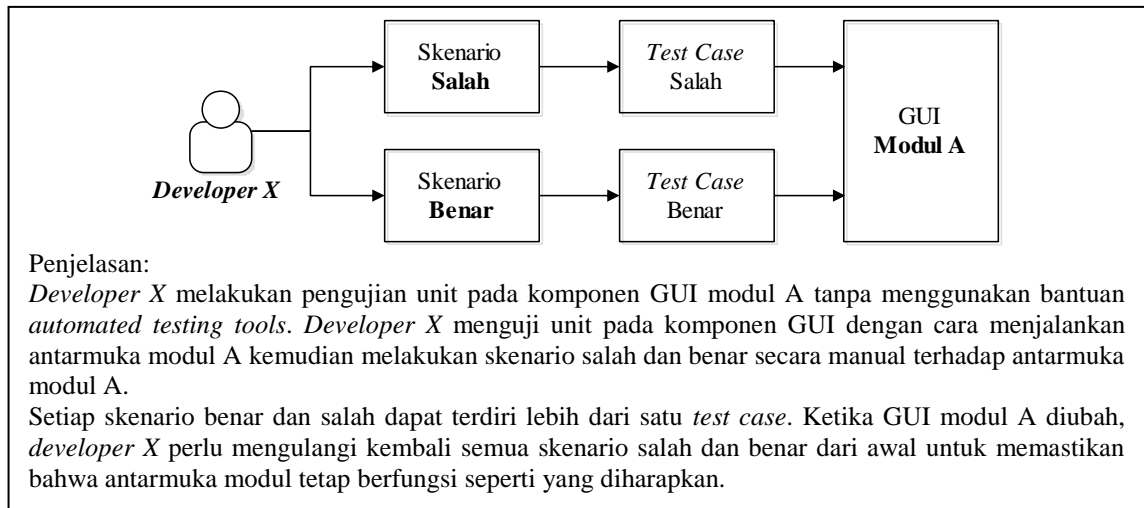 Skenario
Salah
Test Case
Salah
GUI
Modul A
Developer X
Skenario
Benar
Test Case
Benar
Penjelasan:
Developer X melakukan pengujian unit pada komponen GUI modul A tanpa menggunakan bantuan
automated testing tools. Developer X menguji unit pada komponen GUI dengan cara menjalankan
antarmuka modul A kemudian melakukan skenario salah dan benar secara manual terhadap antarmuka
modul A.
Setiap skenario benar dan salah dapat terdiri lebih dari satu test case. Ketika GUI modul A diubah,
developer X perlu mengulangi kembali semua skenario salah dan benar dari awal untuk memastikan
bahwa antarmuka modul tetap berfungsi seperti yang diharapkan.